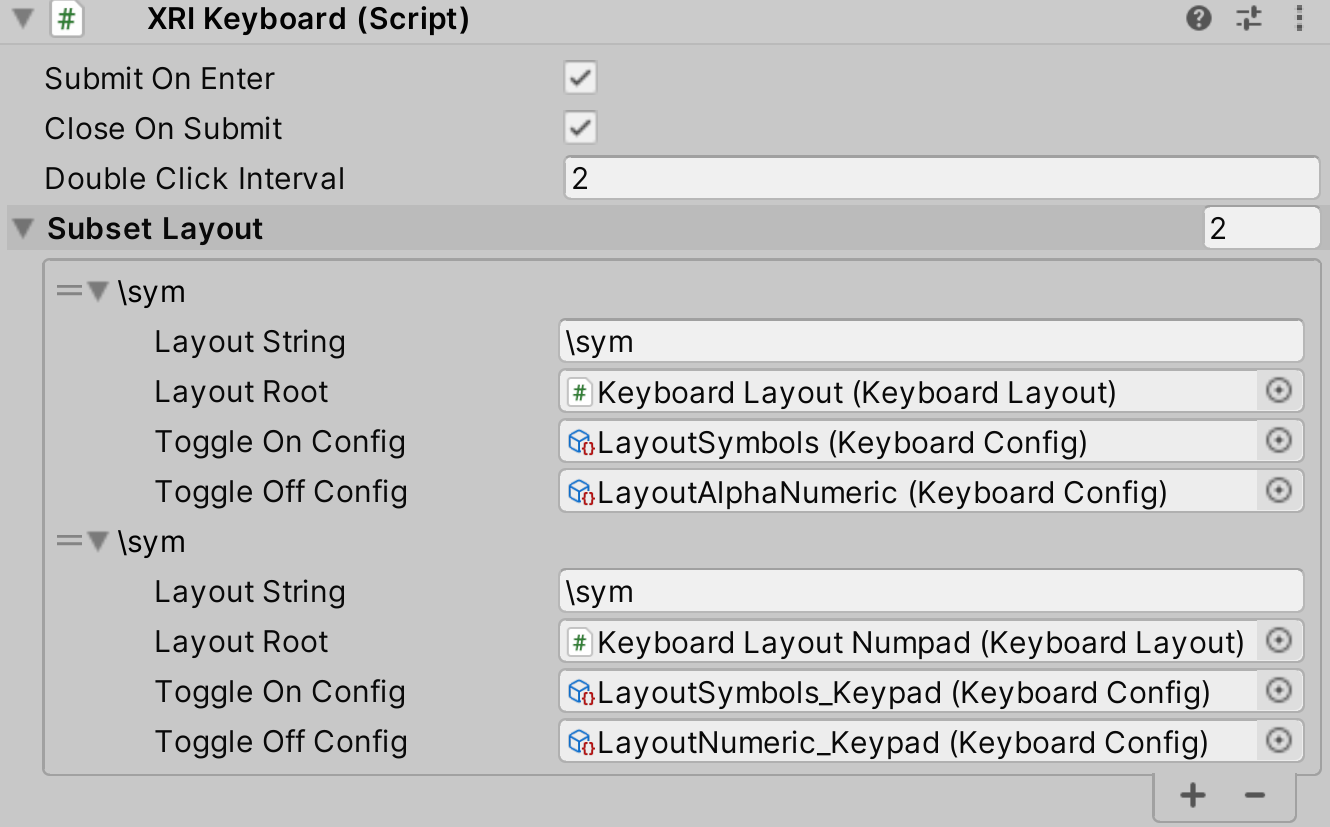 # XRI Keyboard (Script)
Submit On Enter
Close On Submit
Double Click Interval 2
Subset Layout 2
\sym
Layout String \sym
Layout Root # Keyboard Layout (Keyboard Layout)
Toggle On Config {} LayoutSymbols (Keyboard Config)
Toggle Off Config {} LayoutAlphaNumeric (Keyboard Config)
\sym
Layout String \sym
Layout Root # Keyboard Layout Numpad (Keyboard Layout)
Toggle On Config {} LayoutSymbols_Keypad (Keyboard Config)
Toggle Off Config {} LayoutNumeric_Keypad (Keyboard Config)